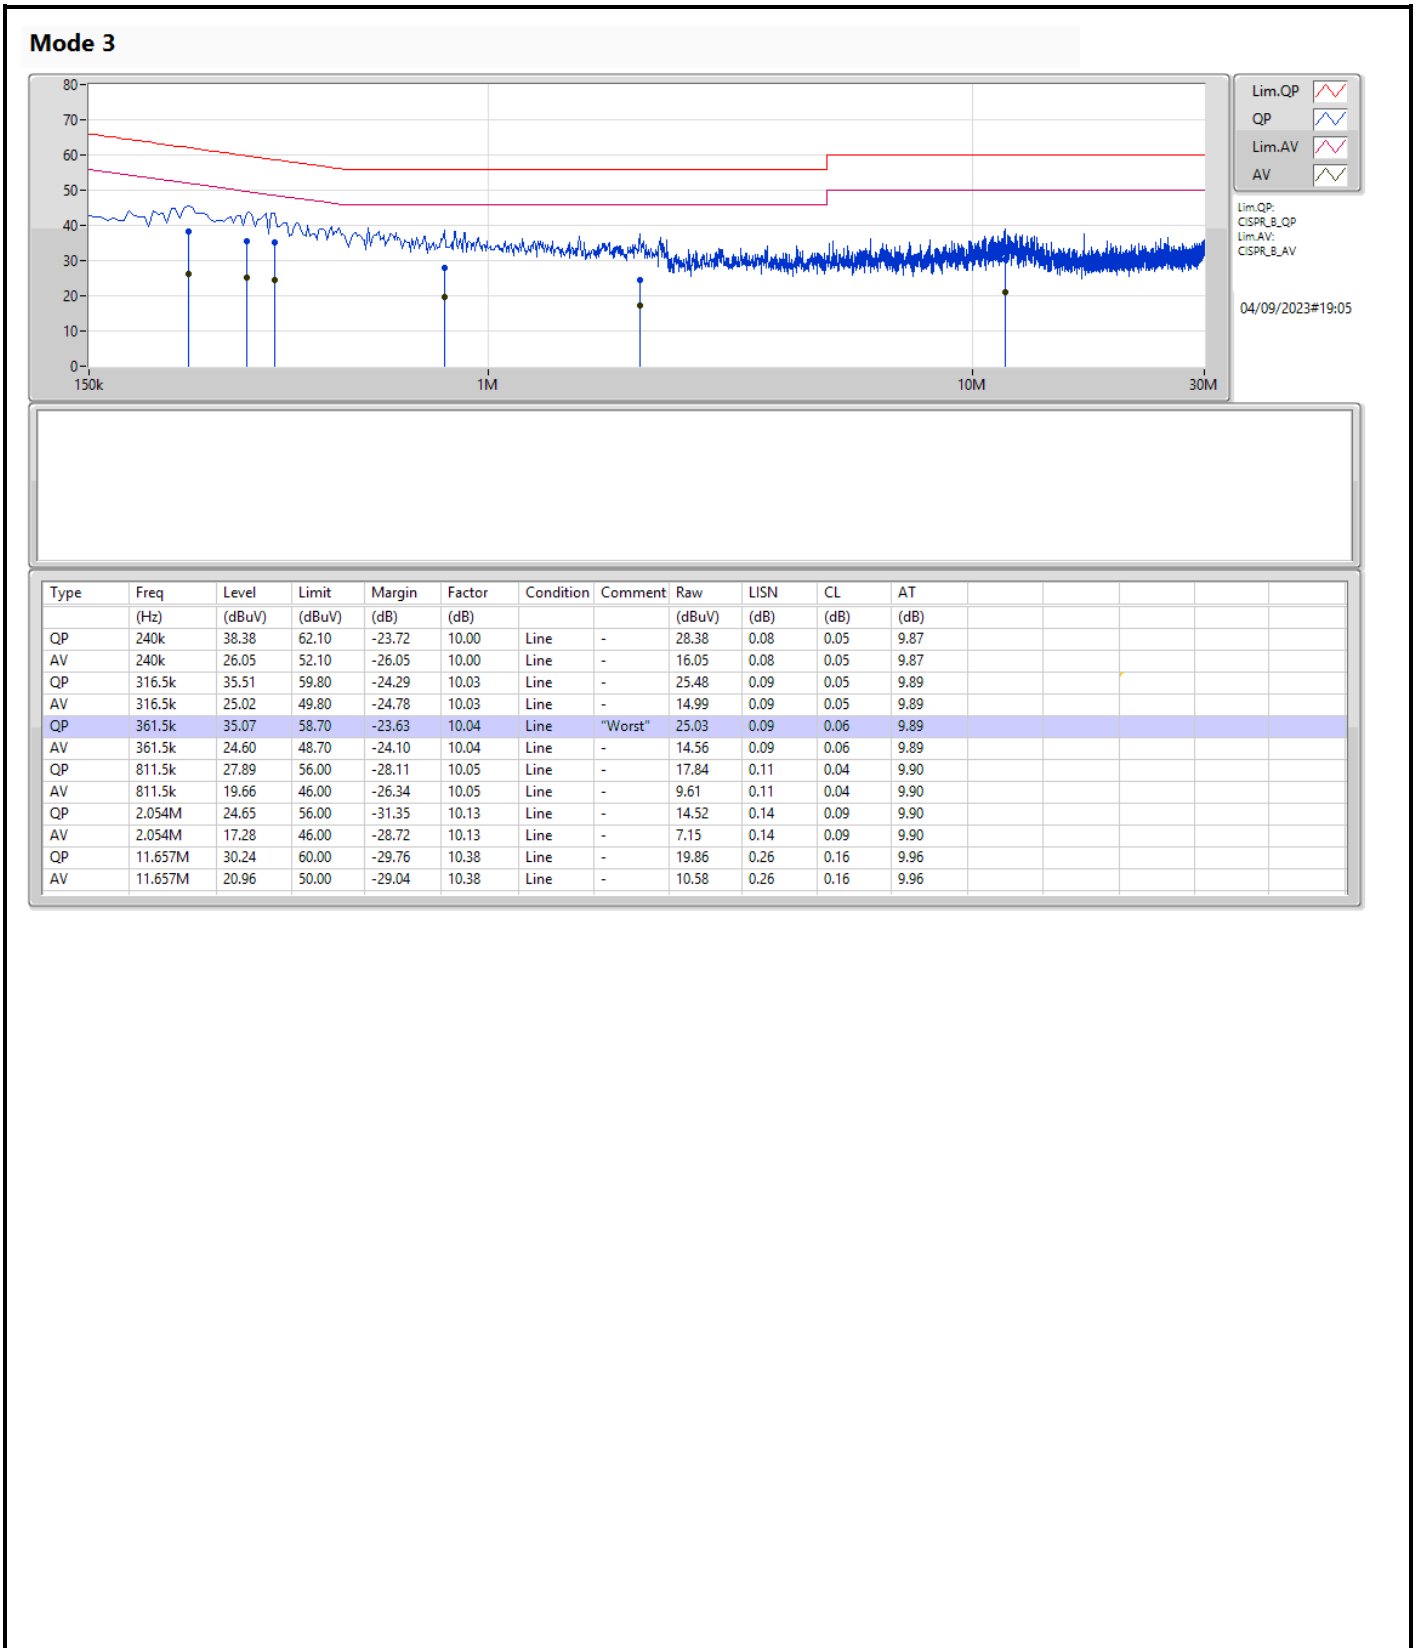 Mode 3
80
70
60
50
40
30
20
10
0
150k 1M 10M 30M
Lim.QP
QP
Lim.AV
AV
Lim.QP:
CISPR_B_QP
Lim.AV:
CISPR_B_AV
04/09/2023#19:05
Type Freq Level Limit Margin Factor Condition Comment Raw LISN CL AT
(Hz) (dBuV) (dBuV) (dB) (dB) (dBuV) (dB) (dB) (dB)
QP 240k 38.38 62.10 -23.72 10.00 Line - 28.38 0.08 0.05 9.87
AV 240k 26.05 52.10 -26.05 10.00 Line - 16.05 0.08 0.05 9.87
QP 316.5k 35.51 59.80 -24.29 10.03 Line - 25.48 0.09 0.05 9.89
AV 316.5k 25.02 49.80 -24.78 10.03 Line - 14.99 0.09 0.05 9.89
QP 361.5k 35.07 58.70 -23.63 10.04 Line "Worst" 25.03 0.09 0.06 9.89
AV 361.5k 24.60 48.70 -24.10 10.04 Line - 14.56 0.09 0.06 9.89
QP 811.5k 27.89 56.00 -28.11 10.05 Line - 17.84 0.11 0.04 9.90
AV 811.5k 19.66 46.00 -26.34 10.05 Line - 9.61 0.11 0.04 9.90
QP 2.054M 24.65 56.00 -31.35 10.13 Line - 14.52 0.14 0.09 9.90
AV 2.054M 17.28 46.00 -28.72 10.13 Line - 7.15 0.14 0.09 9.90
QP 11.657M 30.24 60.00 -29.76 10.38 Line - 19.86 0.26 0.16 9.96
AV 11.657M 20.96 50.00 -29.04 10.38 Line - 10.58 0.26 0.16 9.96